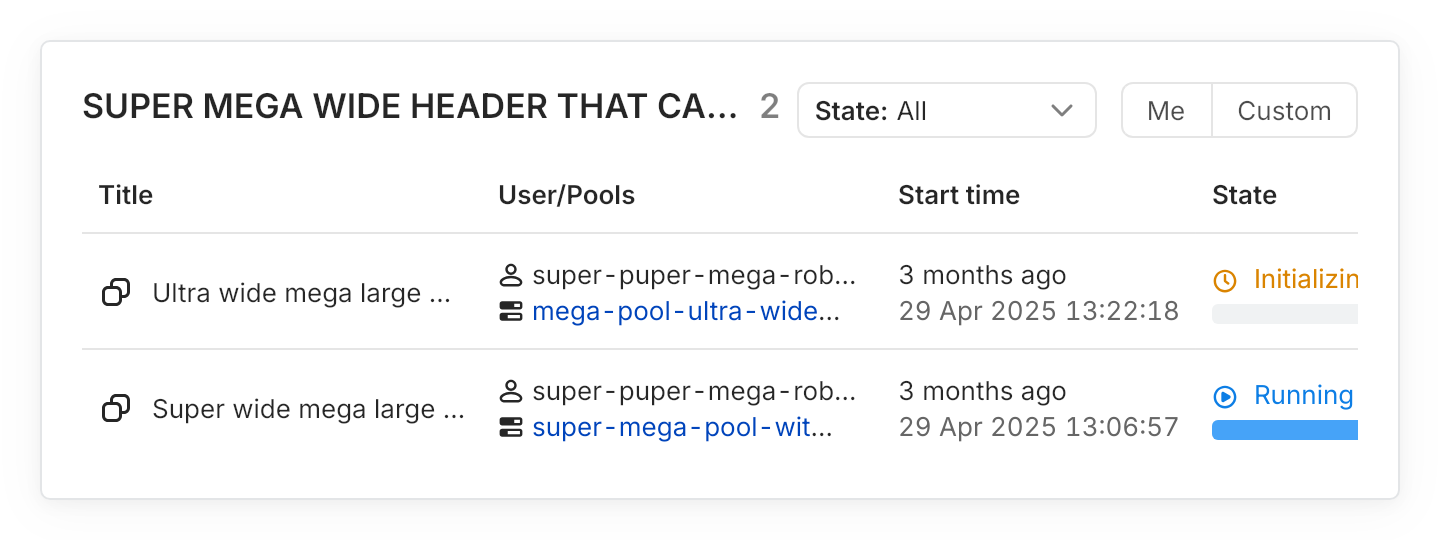 SUPER MEGA WIDE HEADER THAT CA... 2 State: All Me Custom
Title User/Pools Start time State
Ultra wide mega large ... super-puper-mega-rob... 3 months ago Initializin
mega-pool-ultra-wide... 29 Apr 2025 13:22:18
Super wide mega large ... super-puper-mega-rob... 3 months ago Running
super-mega-pool-wit... 29 Apr 2025 13:06:57